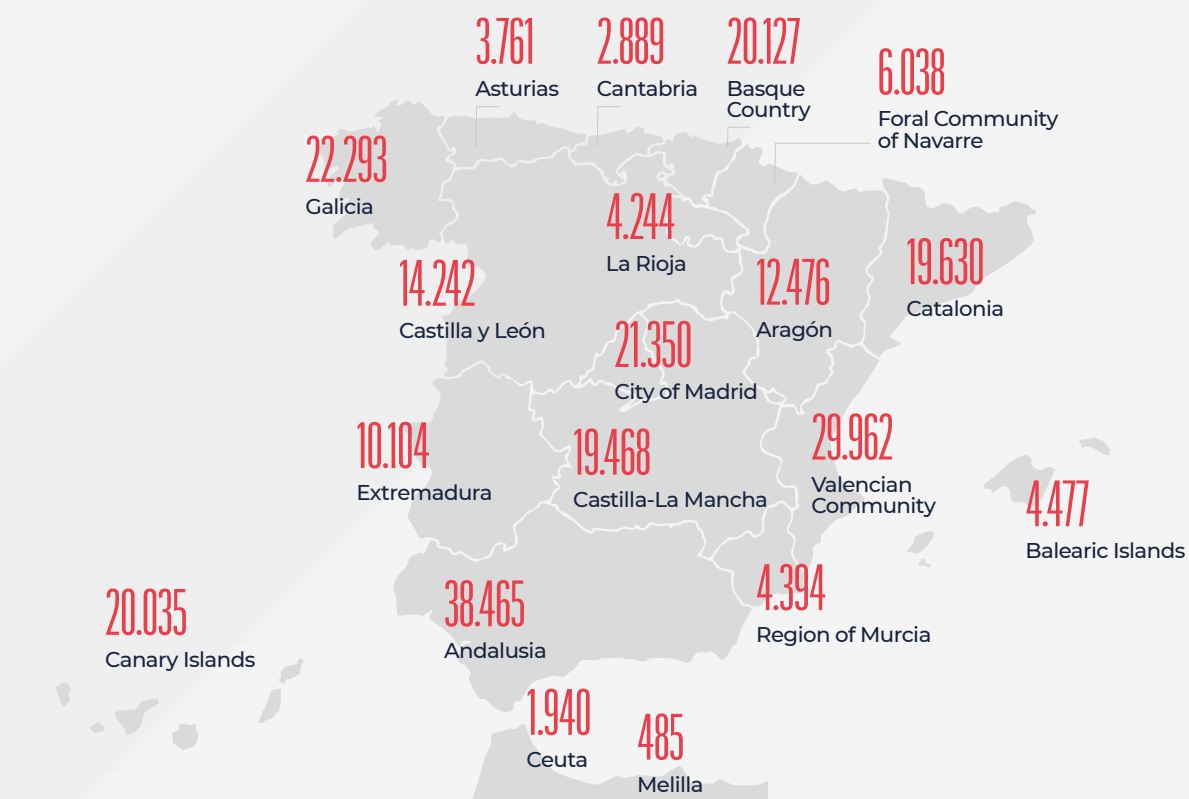 3.761
Asturias
2.889
Cantabria
20.127
Basque
Country
6.038
Foral Community
of Navarre
22.293
Galicia
4.244
La Rioja
14.242
Castilla y León
12.476
Aragón
19.630
Catalonia
21.350
City of Madrid
10.104
Extremadura
19.468
Castilla-La Mancha
29.962
Valencian
Community
4.477
Balearic Islands
20.035
Canary Islands
38.465
Andalusia
4.394
Region of Murcia
1.940
Ceuta
485
Melilla